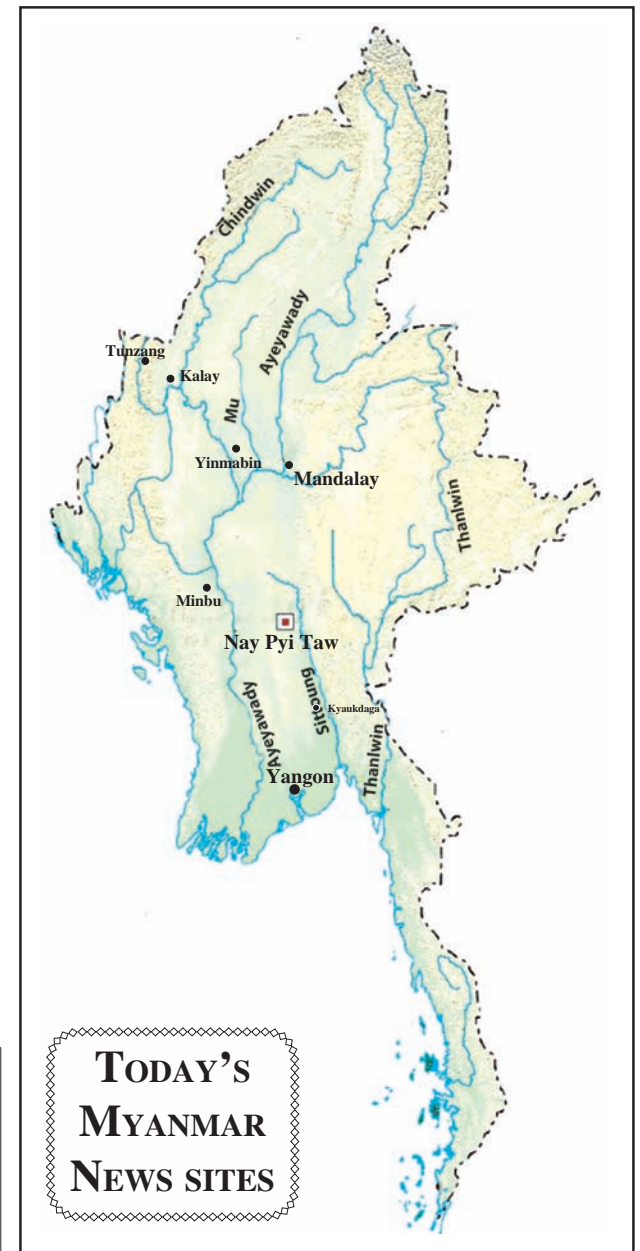 Chindwin
Ayeyawady
Tunzang
Kalay
Mu
Yinmabin
Mandalay
Thanlwin
Minbu
Nay Pyi Taw
Sittoung
Kyaukdaga
Ayeyawady
Thanlwin
Yangon
TODAY'S
MYANMAR
NEWS SITES